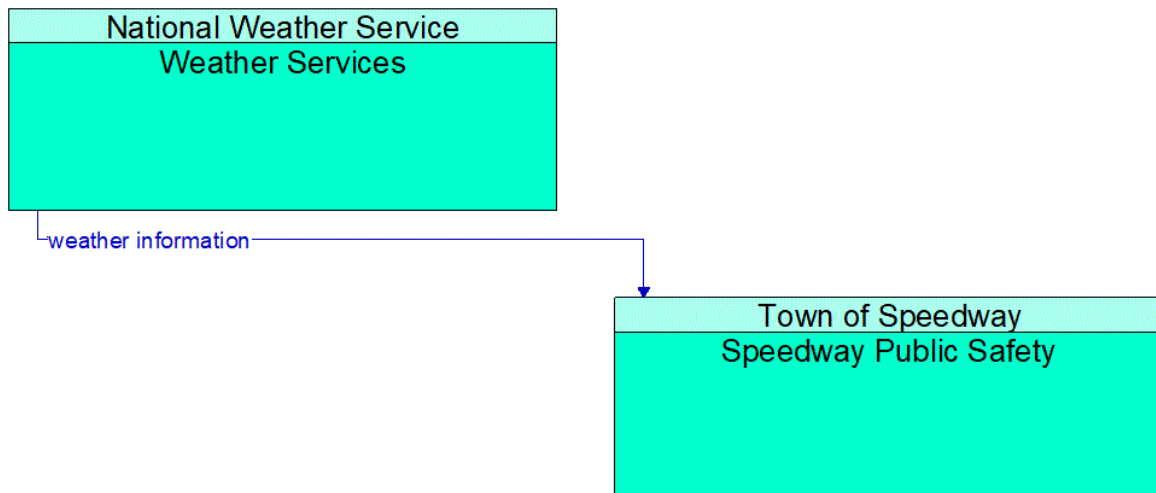 National Weather Service
Weather Services
weather information
Town of Speedway
Speedway Public Safety